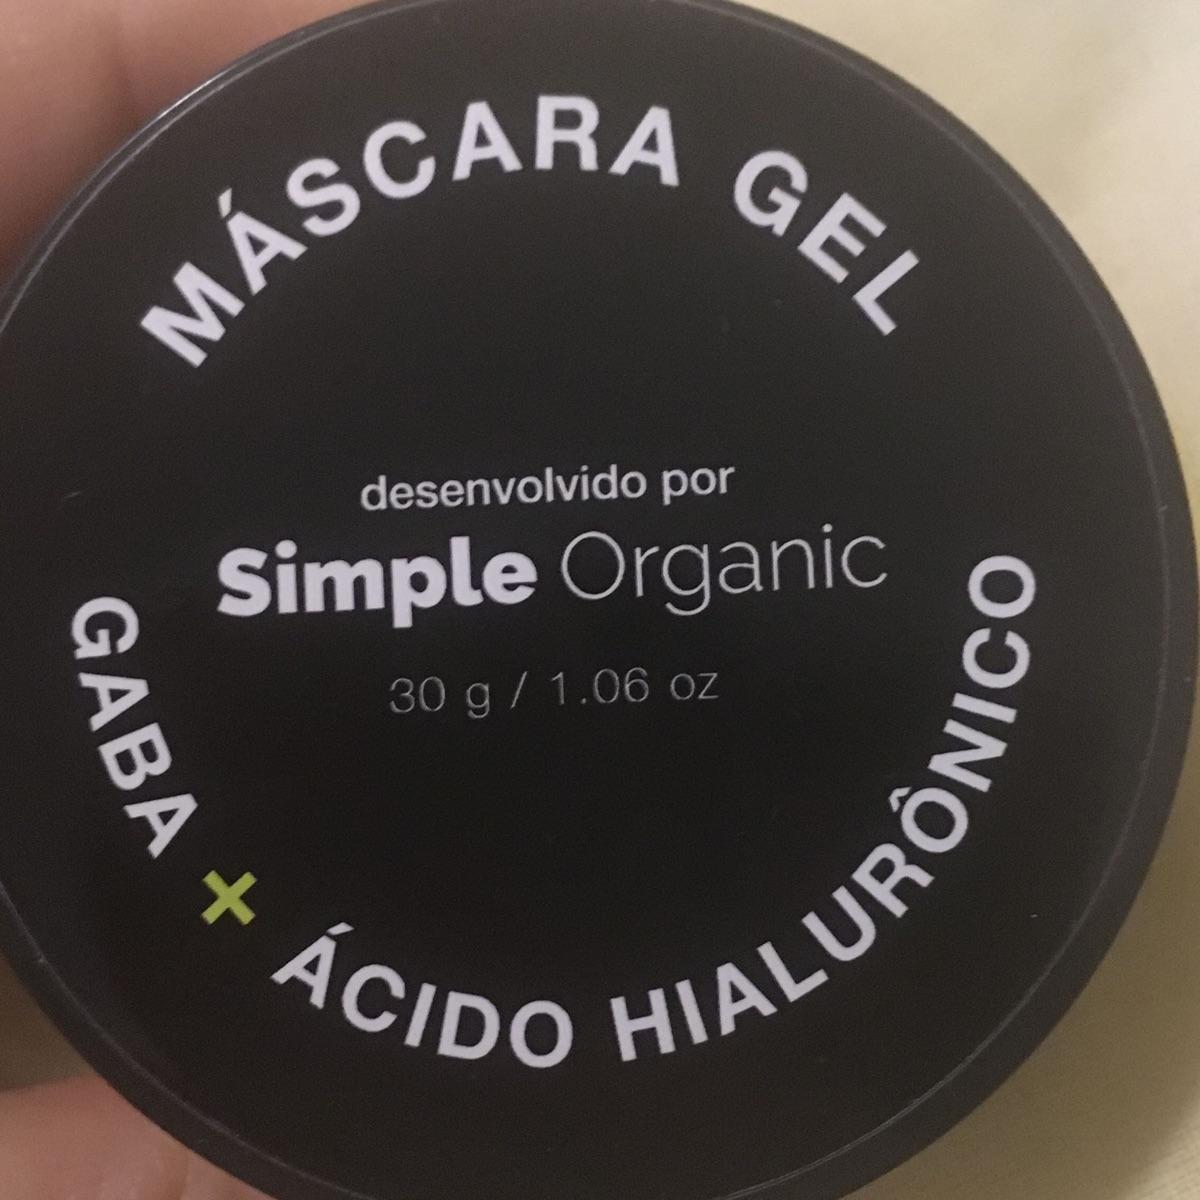 MÁSCARA GEL
desenvolvido por
Simple Organic
30 g / 1.06 oz
GABA + ÁCIDO HIALURÔNICO